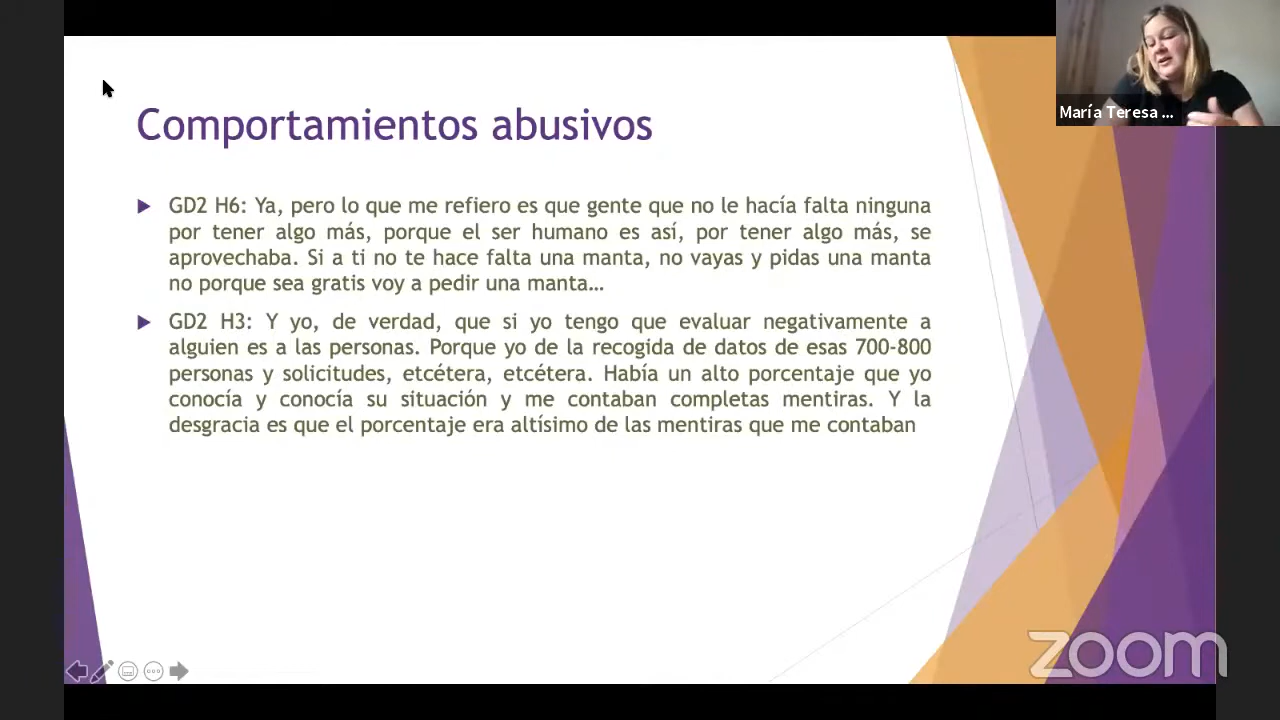 María Teresa ...
Comportamientos abusivos
GD2 H6: Ya, pero lo que me refiero es que gente que no le hacía falta ninguna
por tener algo más, porque el ser humano es así, por tener algo más, se
aprovechaba. Si a ti no te hace falta una manta, no vayas y pidas una manta
no porque sea gratis voy a pedir una manta…
GD2 H3: Y yo, de verdad, que si yo tengo que evaluar negativamente a
alguien es a las personas. Porque yo de la recogida de datos de esas 700-800
personas y solicitudes, etcétera, etcétera. Había un alto porcentaje que yo
conocía y conocía su situación y me contaban completas mentiras. Y la
desgracia es que el porcentaje era altísimo de las mentiras que me contaban
zoom